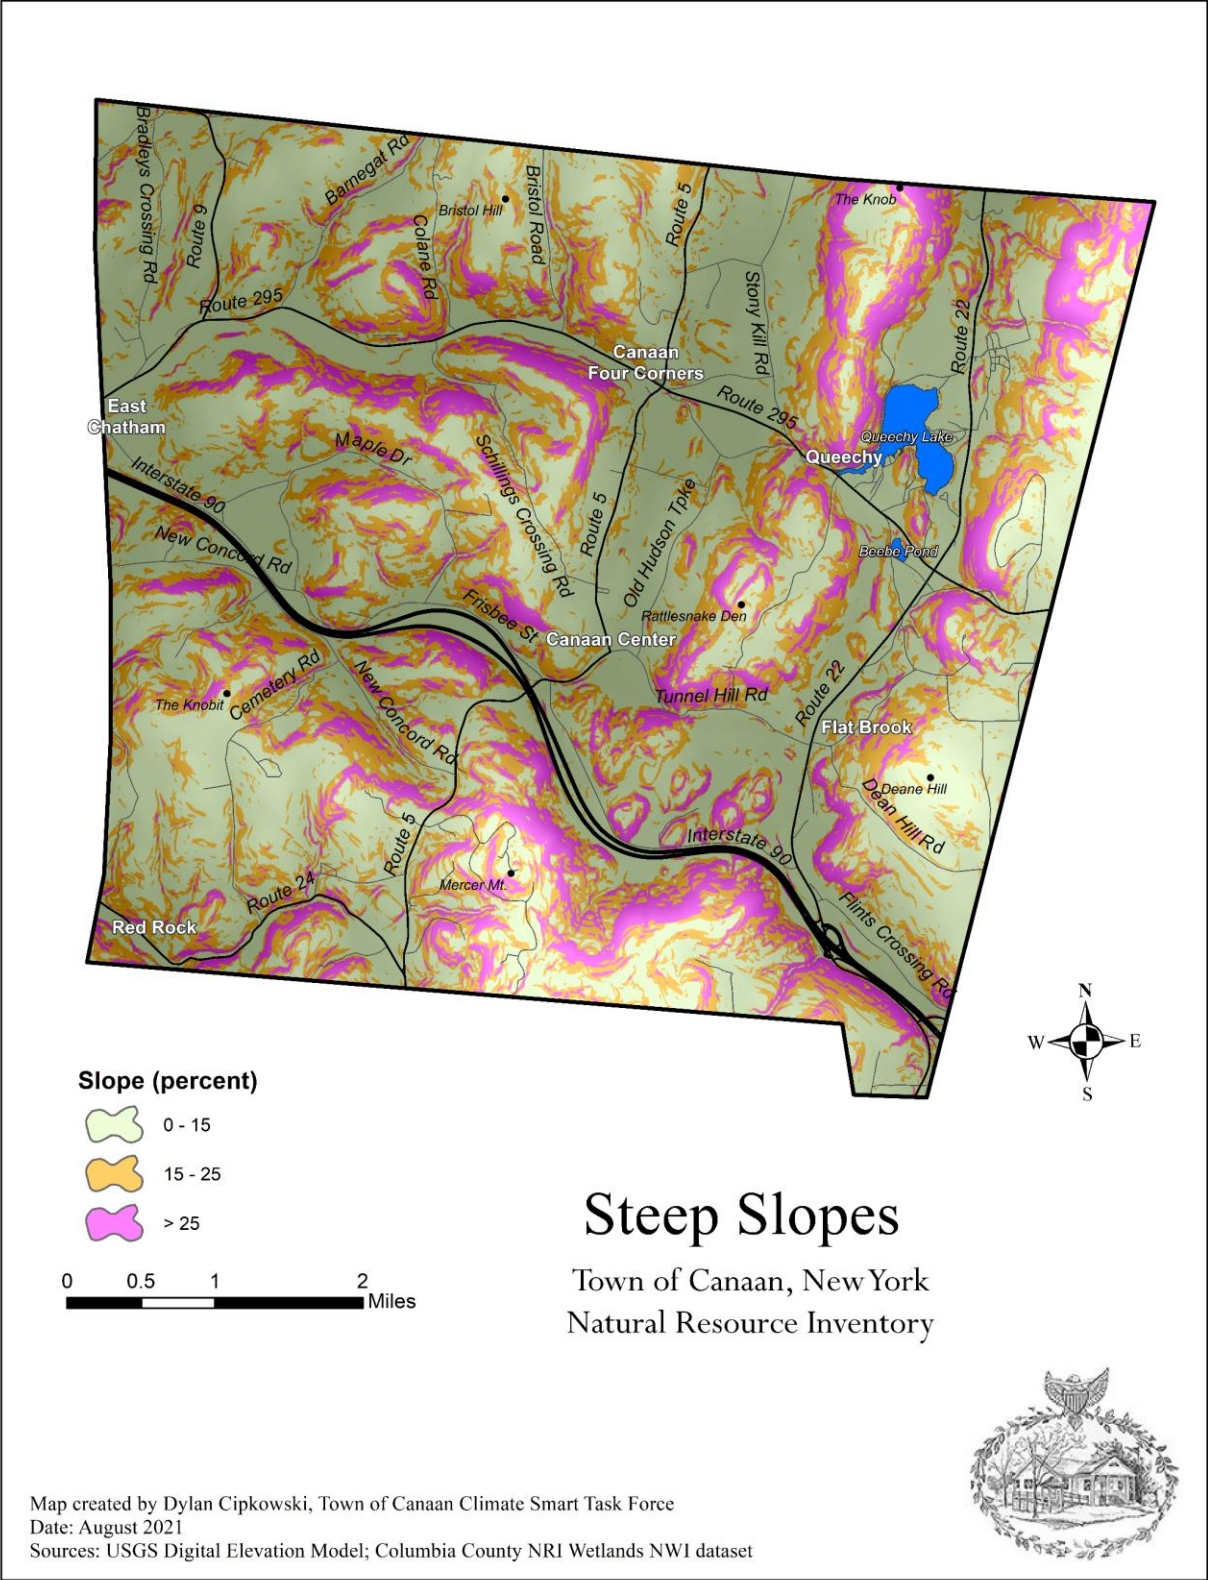 Bradleys Crossing Rd
Route 9
Barnegat Rd
Colane Rd
Bristol Hill
Bristol Road
Route 5
The Knob
Stony Kill Rd
Route 22
Route 295
Canaan
Four Corners
Route 295
East
Chatham
Queechy Lake
Queechy
Maple Dr
Schillings Crossing Rd
Interstate 90
New Concord Rd
Route 5
Old Hudson Tpke
Beebe Pond
Frisbee St
Rattlesnake Den
Canaan Center
The Knobit
Cemetery Rd
New Concord Rd
Tunnel Hill Rd
Route 22
Flat Brook
Deane Hill
Dean Hill Rd
Route 5
Interstate 90
Mercer Mt.
Route 24
Red Rock
Flints Crossing Rd
N
W
E
S
Slope (percent)
0 - 15
15 - 25
> 25
0 0.5 1 2
Miles
Steep Slopes
Town of Canaan, New York
Natural Resource Inventory
Map created by Dylan Cipkowski, Town of Canaan Climate Smart Task Force
Date: August 2021
Sources: USGS Digital Elevation Model; Columbia County NRI Wetlands NWI dataset